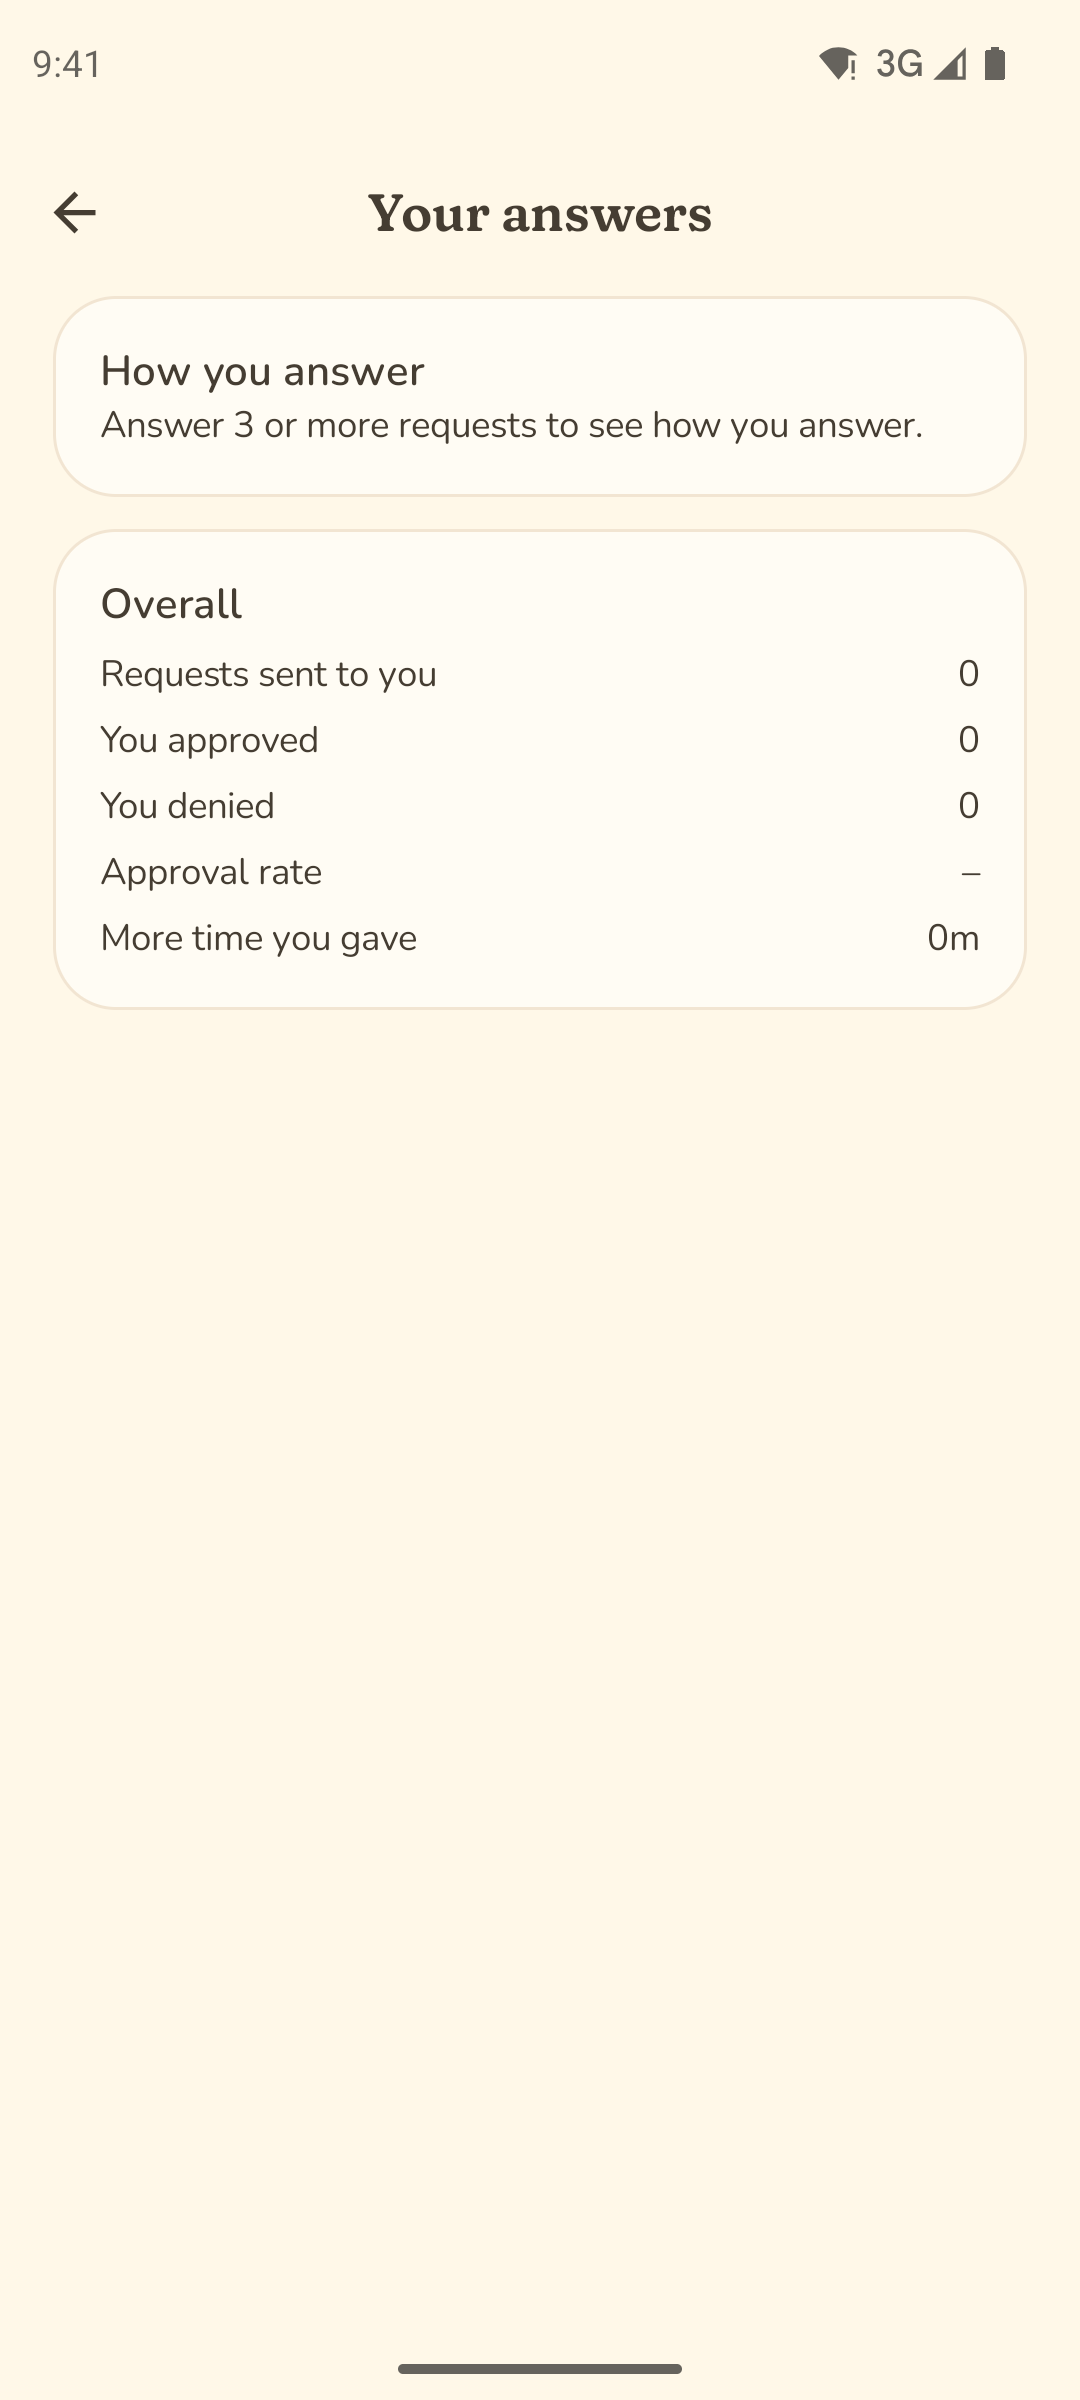 9:41
3G
Your answers
How you answer
Answer 3 or more requests to see how you answer.
Overall
Requests sent to you 0
You approved 0
You denied 0
Approval rate –
More time you gave 0m